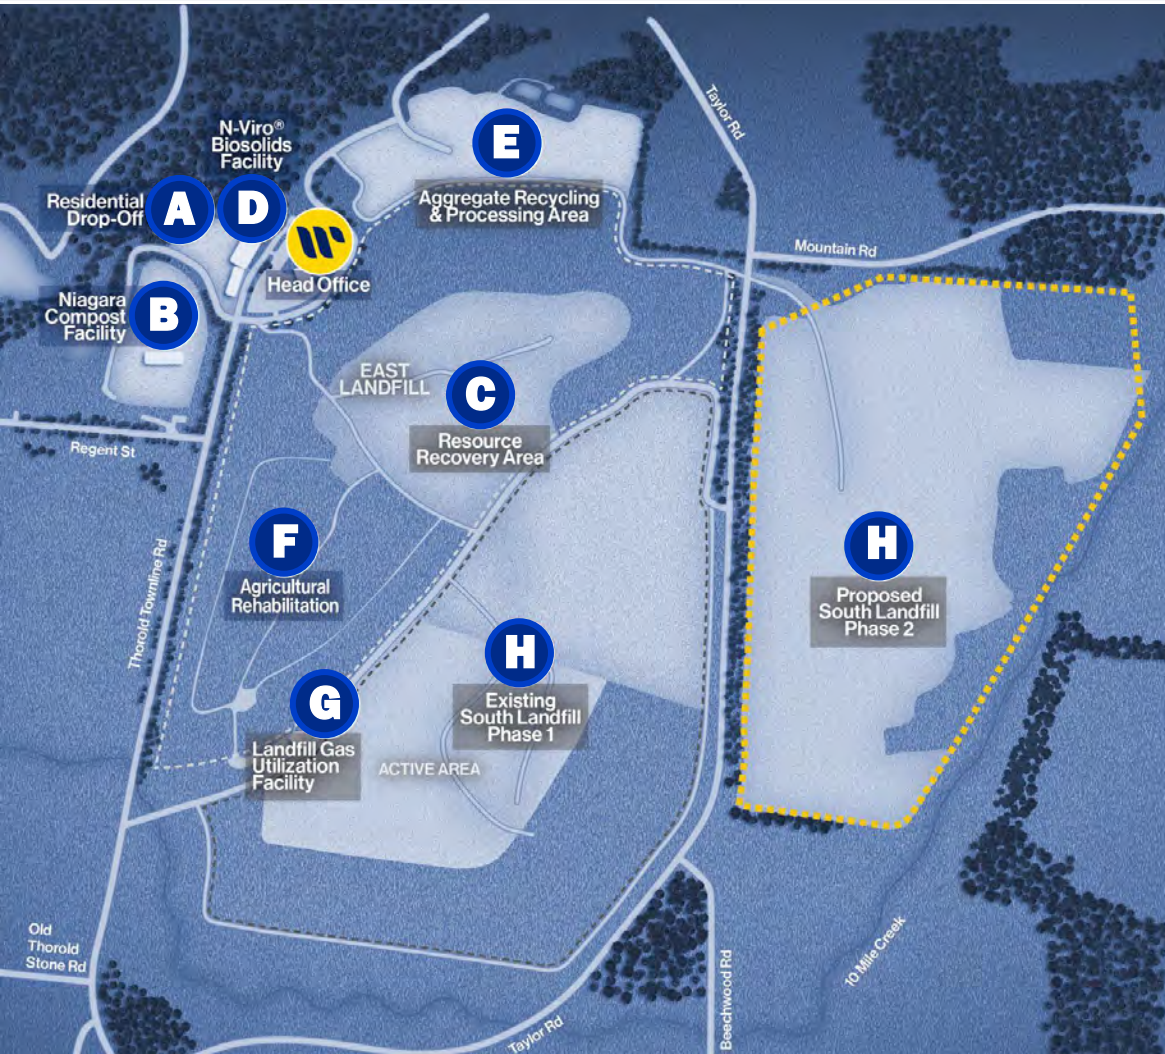 Taylor Rd
N-Viro®
Biosolids
Facility
E
Residential
Drop-Off
A
D
Aggregate Recycling
& Processing Area
Mountain Rd
Head Office
Niagara
Compost
Facility
B
EAST
LANDFILL
C
Resource
Recovery Area
Regent St
F
Agricultural
Rehabilitation
H
Proposed
South Landfill
Phase 2
Thorold Townline Rd
H
Existing
South Landfill
Phase 1
G
Landfill Gas
Utilization
Facility
ACTIVE AREA
Old
Thorold
Stone Rd
10 Mile Creek
Beechwood Rd
Taylor Rd